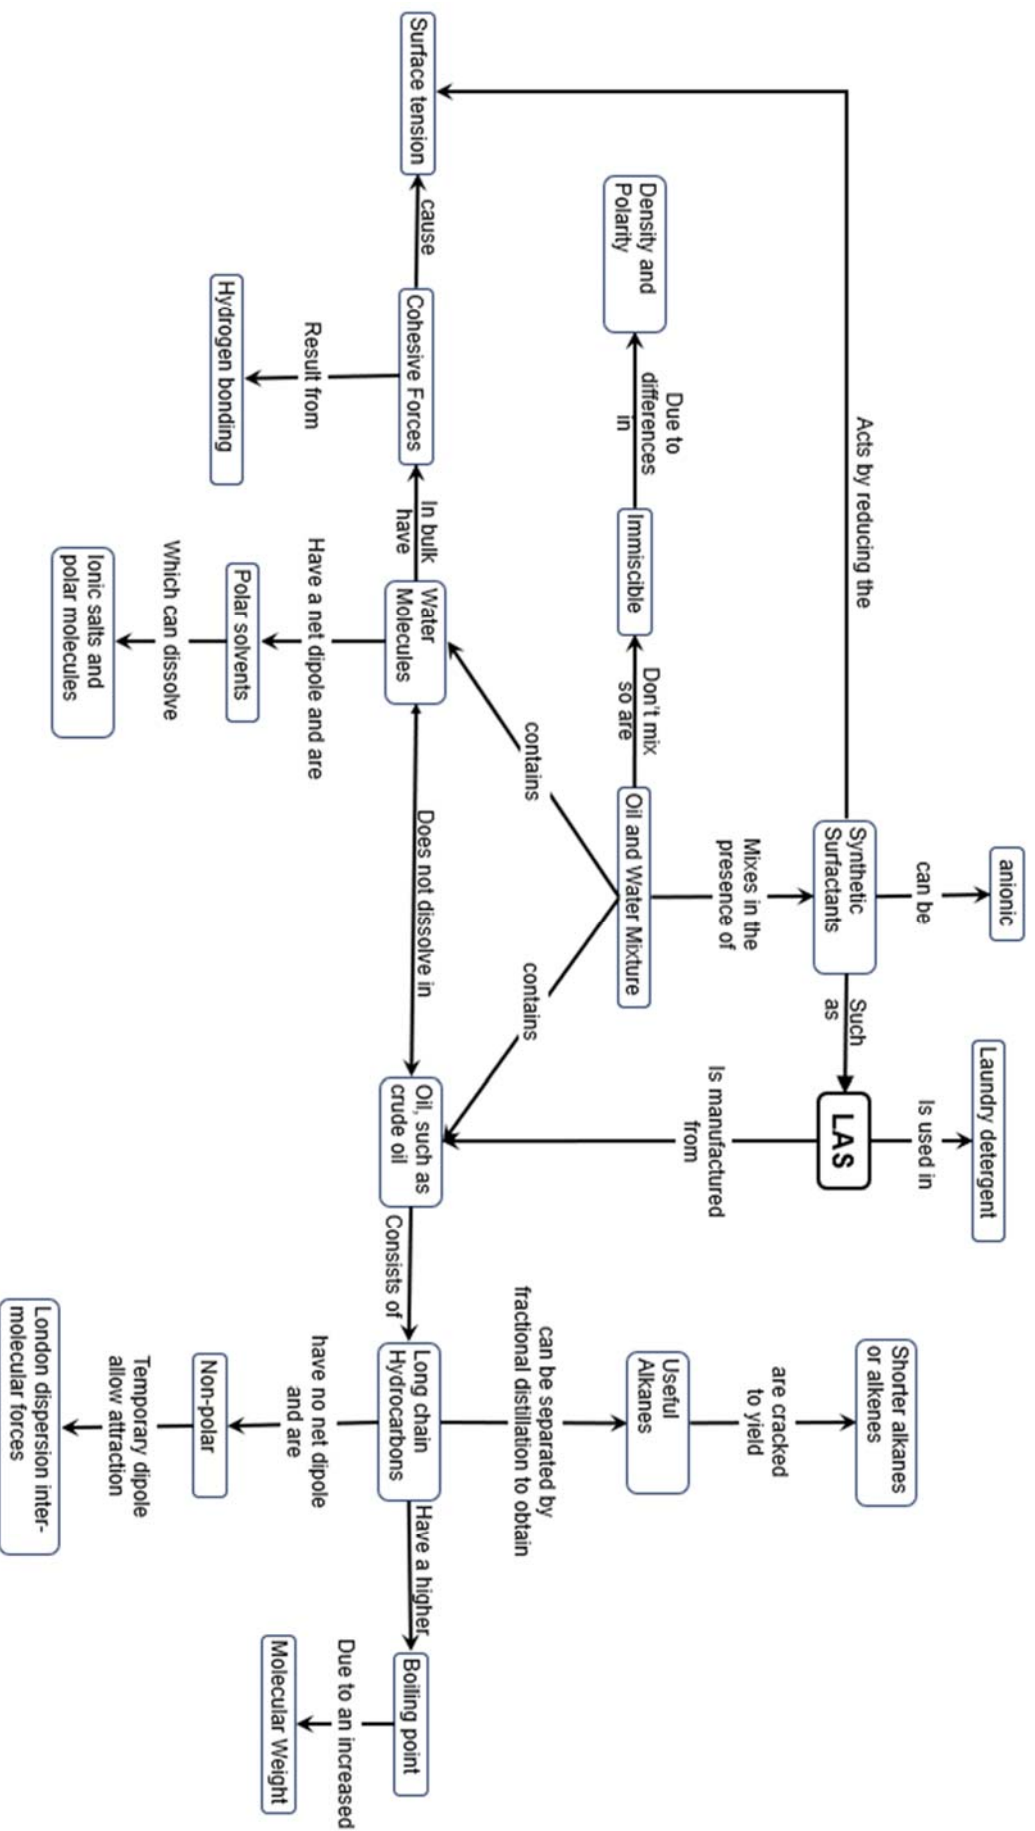 anionic
Laundry detergent
can be
Is used in
Shorter alkanes
or alkenes
Acts by reducing the
Synthetic
Surfactants
Such
as
LAS
are cracked
to yield
Mixes in the
presence of
Is manufactured
from
Density and
Polarity
Due to
differences
in
Immiscible
Don't mix
so are
Oil and Water Mixture
Useful
Alkanes
contains
contains
can be separated by
fractional distillation to obtain
Surface tension
cause
Cohesive Forces
In bulk
have
Water
Molecules
Does not dissolve in
Oil, such as
crude oil
Consists of
Long chain
Hydrocarbons
Have a higher
Boiling point
Result from
Have a net dipole and are
have no net dipole
and are
Due to an increased
Hydrogen bonding
Polar solvents
Non-polar
Molecular Weight
Which can dissolve
Temporary dipole
allow attraction
Ionic salts and
polar molecules
London dispersion inter-
molecular forces